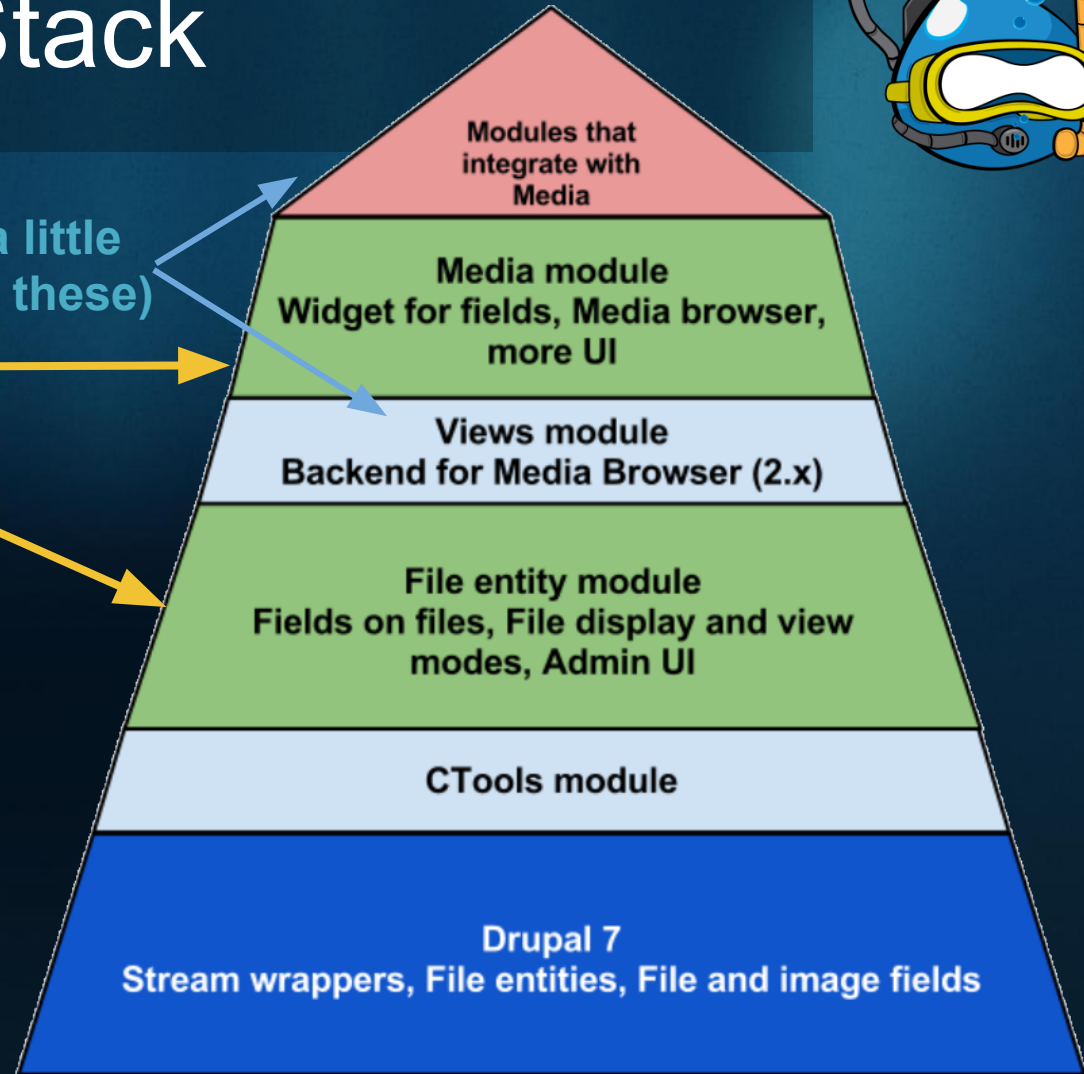 Stack
Modules that
integrate with
Media
a little
these)
Media module
Widget for fields, Media browser,
more UI
Views module
Backend for Media Browser (2.x)
File entity module
Fields on files, File display and view
modes, Admin UI
CTools module
Drupal 7
Stream wrappers, File entities, File and image fields